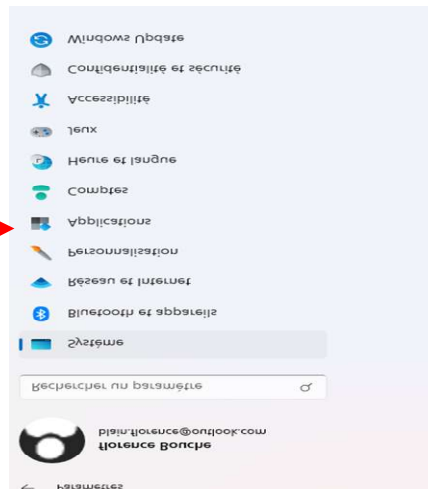 Paramètres
florence Bouche
blain.florence@outlook.com
Rechercher un paramètre
Système
Bluetooth et appareils
Réseau et Internet
Personnalisation
Applications
Comptes
Heure et langue
Jeux
Accessibilité
Confidentialité et sécurité
Windows Update